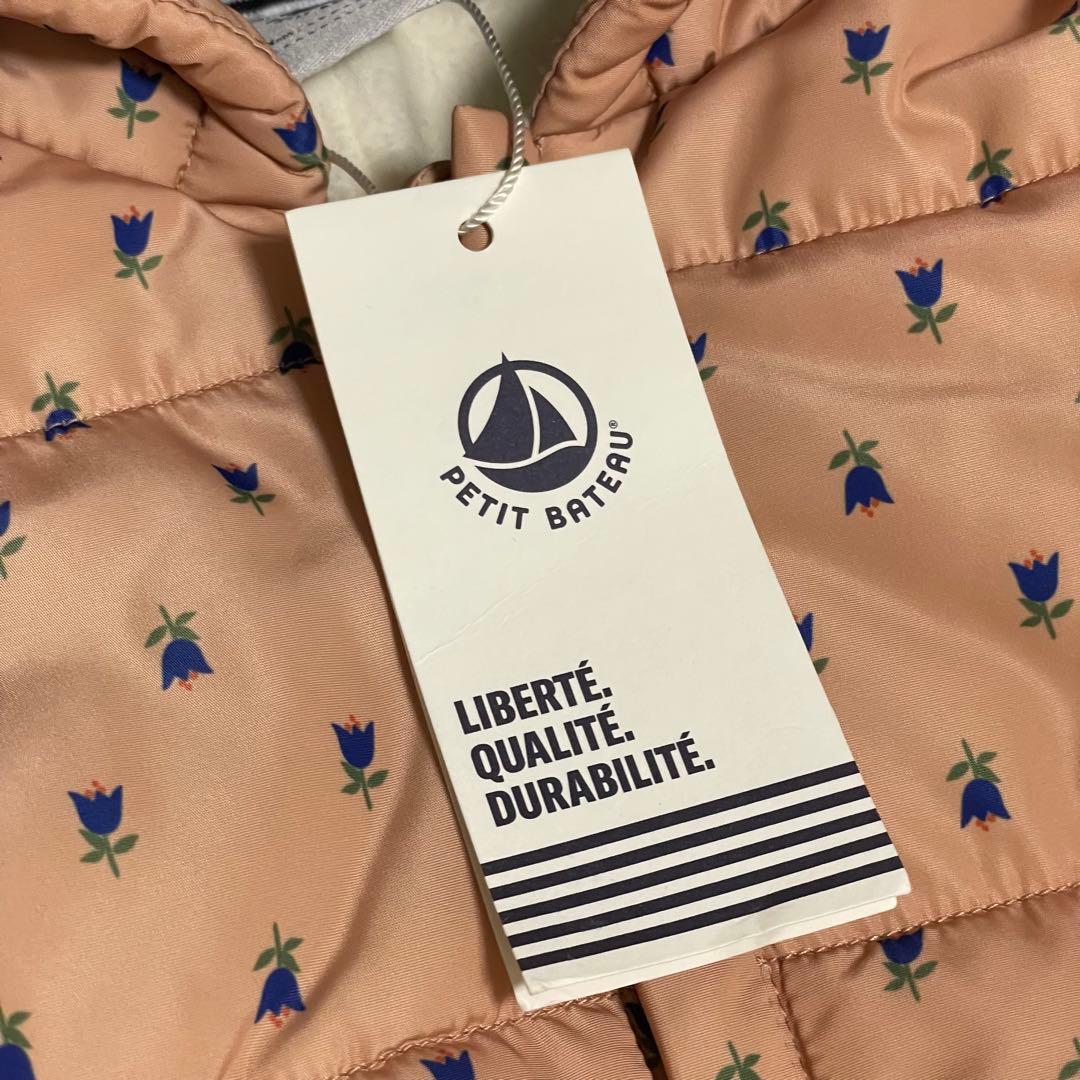 PETIT BATEAU®
LIBERTÉ.
QUALITÉ.
DURABILITÉ.